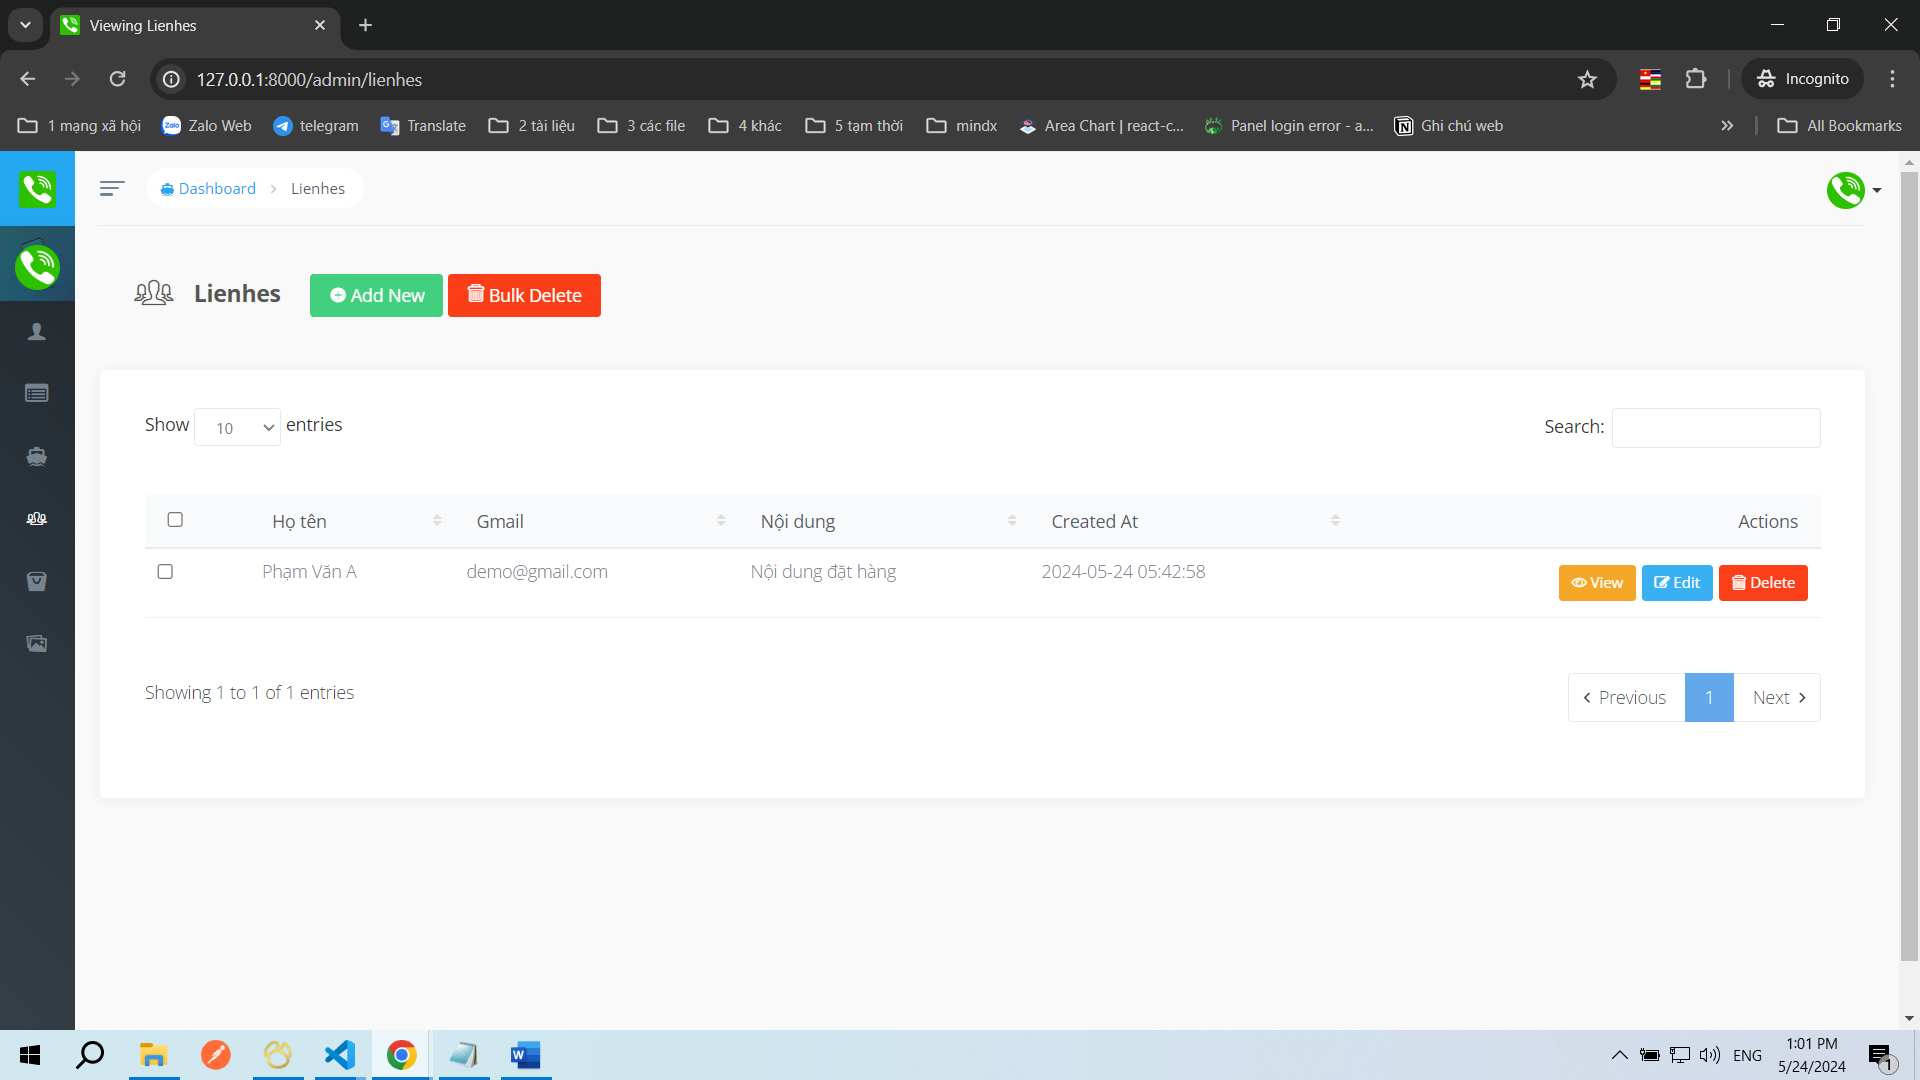 Viewing Lienhes
127.0.0.1:8000/admin/lienhes
Incognito
1 mạng xã hội
Zalo Web
telegram
Translate
2 tài liệu
3 các file
4 khác
5 tạm thời
mindx
Area Chart | react-c...
Panel login error - a...
Ghi chú web
All Bookmarks
Dashboard > Lienhes
Lienhes
Add New
Bulk Delete
Show 10 entries
Search:
Họ tên Gmail Nội dung Created At Actions
Phạm Văn A demo@gmail.com Nội dung đặt hàng 2024-05-24 05:42:58 View Edit Delete
Showing 1 to 1 of 1 entries
Previous 1 Next
ENG
1:01 PM
5/24/2024
1